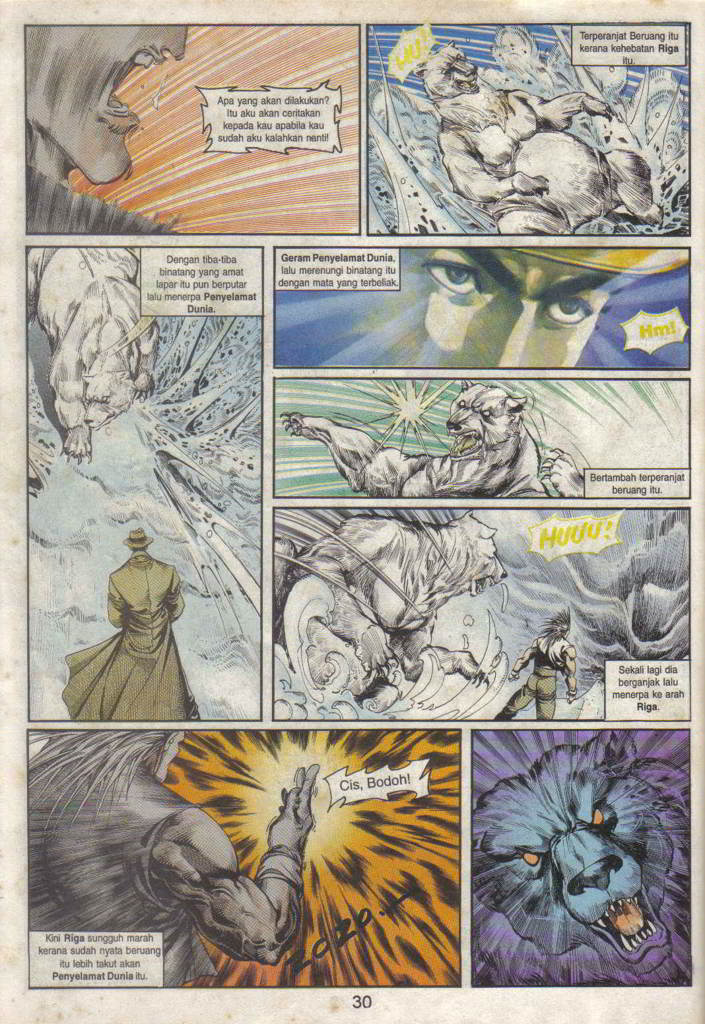 Apa yang akan dilakukan?
Itu aku akan ceritakan
kepada kau apabila kau
sudah aku kalahkan nanti!
HU!
Terperanjat Beruang itu
kerana kehebatan Riga
itu.
Dengan tiba-tiba
binatang yang amat
lapar itu pun berputar
lalu menerpa Penyelamat
Dunia.
Geram Penyelamat Dunia,
lalu merenungi binatang itu
dengan mata yang terbeliak.
Hm!
Bertambah terperanjat
beruang itu.
HUUU!
Sekali lagi dia
berganjak lalu
menerpa ke arah
Riga.
Cis, Bodoh!
Kini Riga sungguh marah
kerana sudah nyata beruang
itu lebih takut akan
Penyelamat Dunia itu.
ZOZO.
30